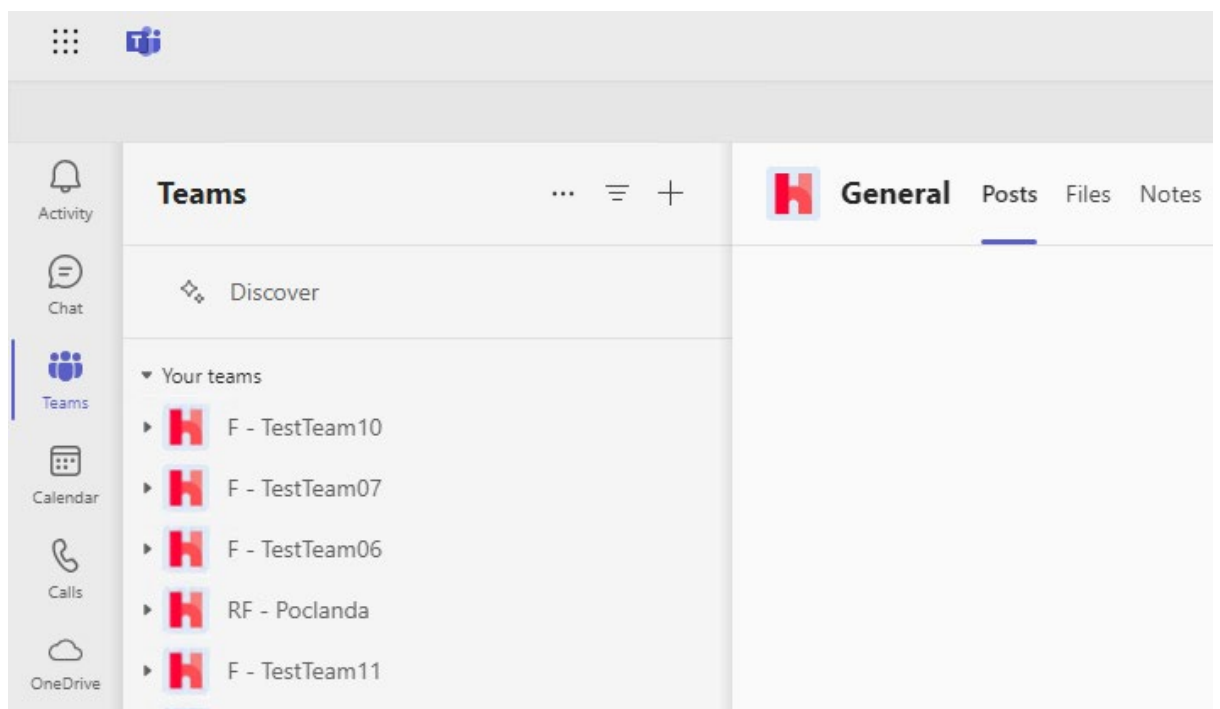 Activity
Chat
Teams
Calendar
Calls
OneDrive
Teams
Discover
Your teams
F - TestTeam10
F - TestTeam07
F - TestTeam06
RF - Poclanda
F - TestTeam11
General Posts Files Notes